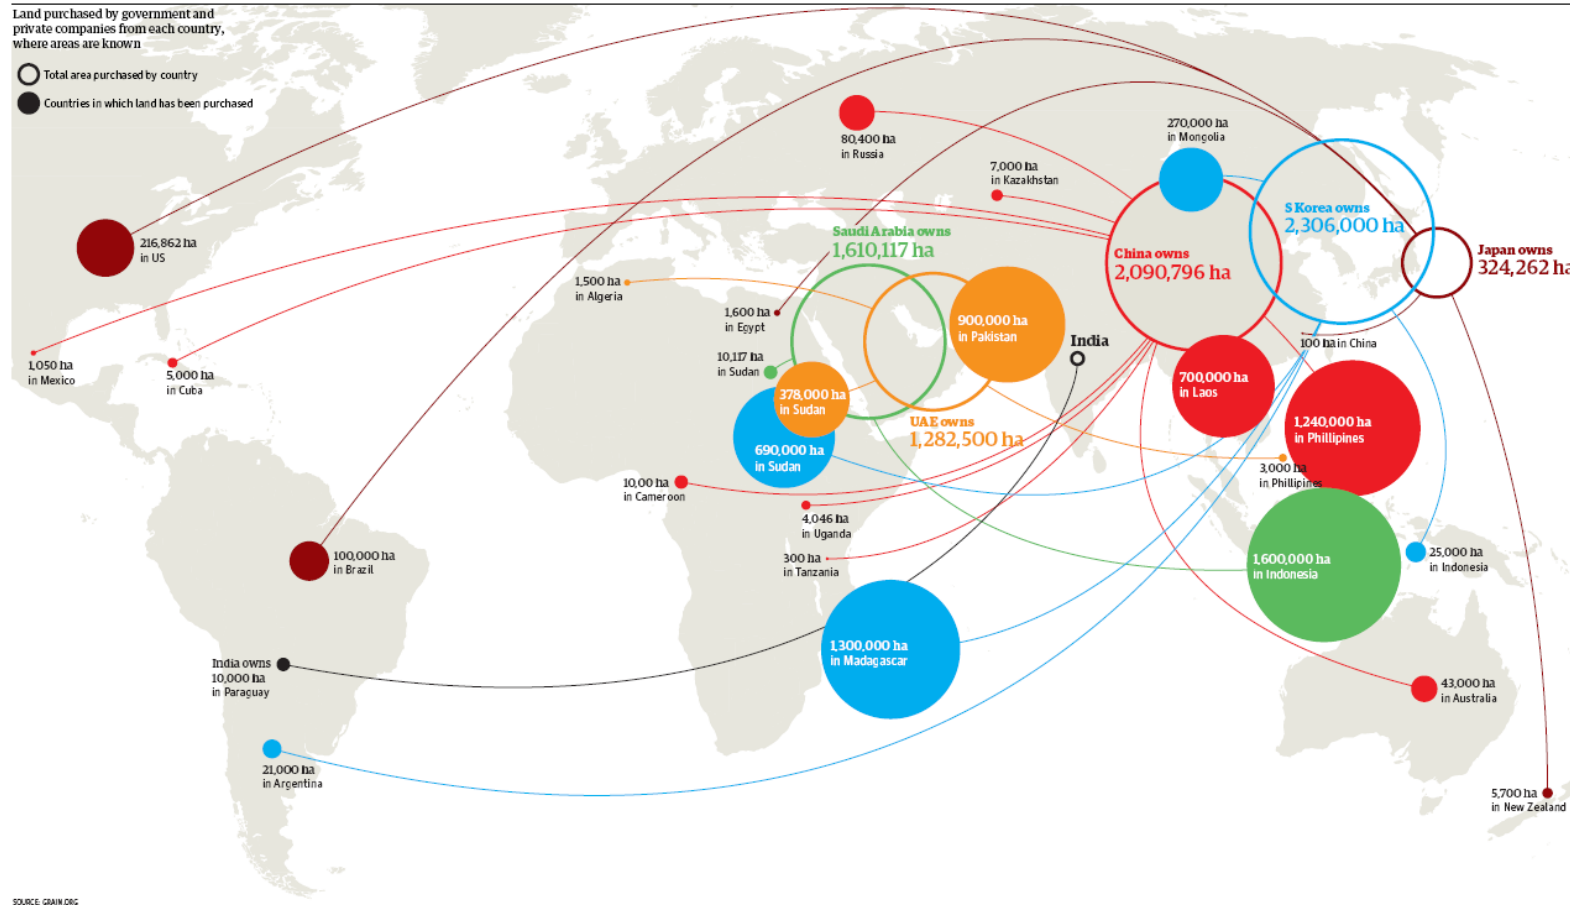 Land purchased by government and
private companies from each country,
where areas are known
Total area purchased by country
Countries in which land has been purchased
80,400 ha
in Russia
270,000 ha
in Mongolia
7,000 ha
in Kazakhstan
S Korea owns
2,306,000 ha
216,862 ha
in US
Saudi Arabia owns
1,610,117 ha
China owns
2,090,796 ha
Japan owns
324,262 ha
1,500 ha
in Algeria
1,600 ha
in Egypt
900,000 ha
in Pakistan
India
100 ha in China
1,050 ha
in Mexico
5,000 ha
in Cuba
10,117 ha
in Sudan
378,000 ha
in Sudan
700,000 ha
in Laos
1,240,000 ha
in Phillipines
UAE owns
1,282,500 ha
690,000 ha
in Sudan
3,000 ha
in Phillipines
10,00 ha
in Cameroon
4,046 ha
in Uganda
300 ha
in Tanzania
100,000 ha
in Brazil
1,600,000 ha
in Indonesia
25,000 ha
in Indonesia
1,300,000 ha
in Madagascar
India owns
10,000 ha
in Paraguay
43,000 ha
in Australia
21,000 ha
in Argentina
5,700 ha
in New Zealand
SOURCE: GRAIN.ORG